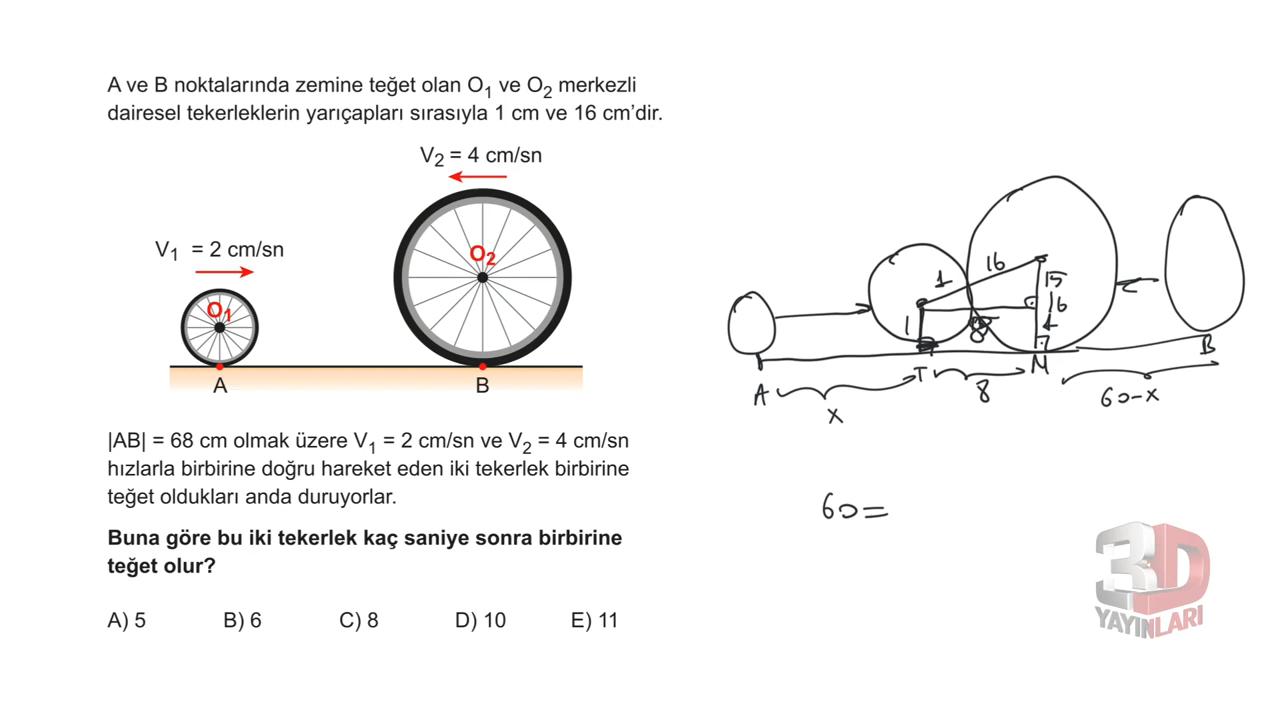 A ve B noktalarında zemine teğet olan O₁ ve O₂ merkezli
dairesel tekerleklerin yarıçapları sırasıyla 1 cm ve 16 cm’dir.
V₂ = 4 cm/sn
V₁ = 2 cm/sn
O₂
O₁
A
B
|AB| = 68 cm olmak üzere V₁ = 2 cm/sn ve V₂ = 4 cm/sn
hızlarla birbirine doğru hareket eden iki tekerlek birbirine
teğet oldukları anda duruyorlar.
Buna göre bu iki tekerlek kaç saniye sonra birbirine
teğet olur?
A) 5 B) 6 C) 8 D) 10 E) 11
1 16
15
1 8 16
1
A T M B
x 8 60-x
60=
3D
YAYINLARI